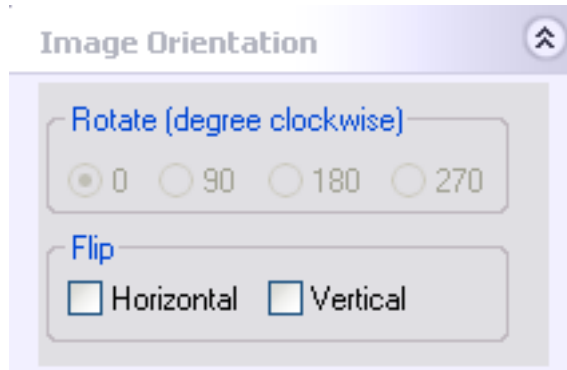 Image Orientation
Rotate (degree clockwise)
0 90 180 270
Flip
Horizontal Vertical